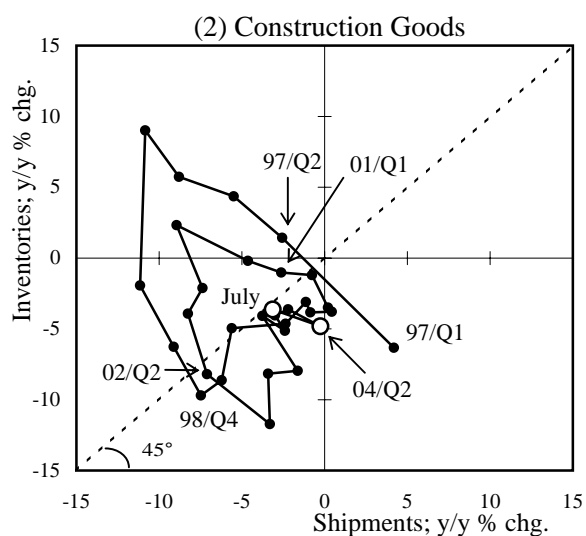 (2) Construction Goods
Inventories; y/y % chg.
15
10
5
0
-5
-10
-15
97/Q2
01/Q1
July
97/Q1
02/Q2
04/Q2
98/Q4
45°
-15
-10
-5
0
5
10
15
Shipments; y/y % chg.